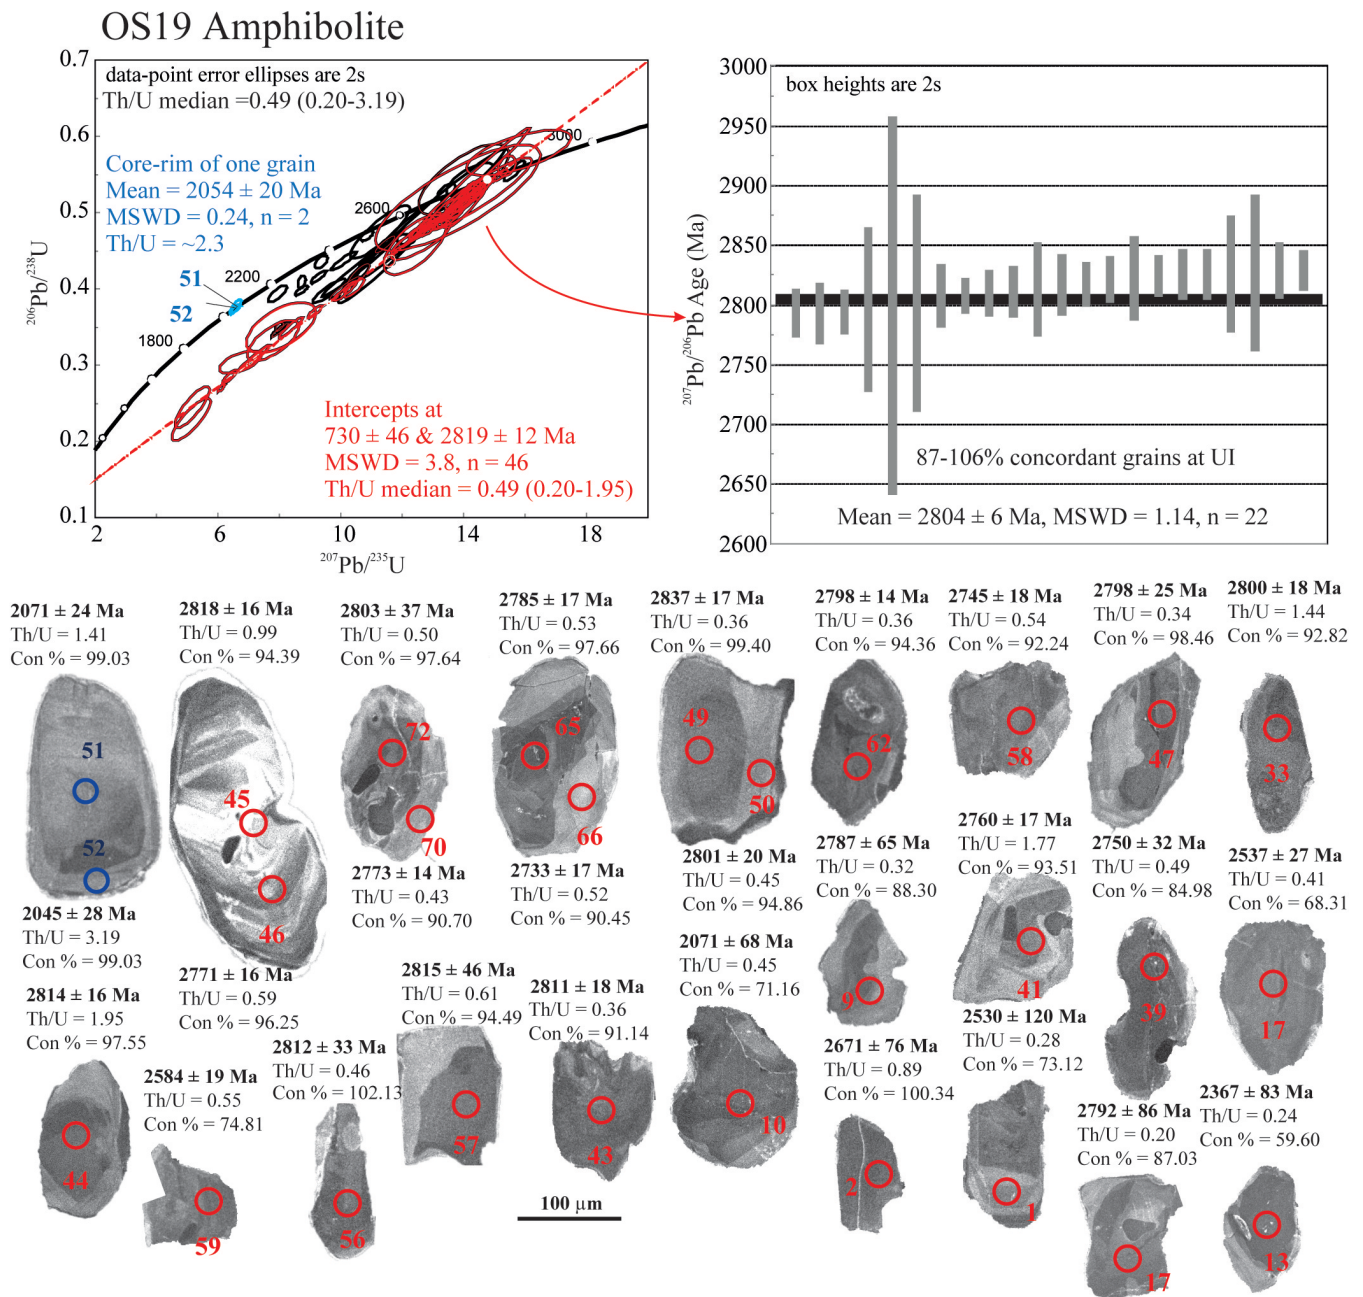 OS19 Amphibolite
data-point error ellipses are 2s
Th/U median =0.49 (0.20-3.19)
Core-rim of one grain
Mean = 2054 ± 20 Ma
MSWD = 0.24, n = 2
Th/U = ~2.3
51
52
1800
2200
2600
3000
Intercepts at
730 ± 46 & 2819 ± 12 Ma
MSWD = 3.8, n = 46
Th/U median = 0.49 (0.20-1.95)
0.7
0.6
0.5
0.4
0.3
0.2
0.1
206Pb/238U
2
6
10
14
18
207Pb/235U
box heights are 2s
3000
2950
2900
2850
2800
2750
2700
2650
2600
207Pb/206Pb Age (Ma)
87-106% concordant grains at UI
Mean = 2804 ± 6 Ma, MSWD = 1.14, n = 22
2071 ± 24 Ma
Th/U = 1.41
Con % = 99.03
51
52
2045 ± 28 Ma
Th/U = 3.19
Con % = 99.03
2818 ± 16 Ma
Th/U = 0.99
Con % = 94.39
45
46
2771 ± 16 Ma
Th/U = 0.59
Con % = 96.25
2803 ± 37 Ma
Th/U = 0.50
Con % = 97.64
72
70
2773 ± 14 Ma
Th/U = 0.43
Con % = 90.70
2785 ± 17 Ma
Th/U = 0.53
Con % = 97.66
65
66
2733 ± 17 Ma
Th/U = 0.52
Con % = 90.45
2837 ± 17 Ma
Th/U = 0.36
Con % = 99.40
49
50
2801 ± 20 Ma
Th/U = 0.45
Con % = 94.86
2798 ± 14 Ma
Th/U = 0.36
Con % = 94.36
62
2745 ± 18 Ma
Th/U = 0.54
Con % = 92.24
58
2798 ± 25 Ma
Th/U = 0.34
Con % = 98.46
47
2800 ± 18 Ma
Th/U = 1.44
Con % = 92.82
33
2814 ± 16 Ma
Th/U = 1.95
Con % = 97.55
44
2584 ± 19 Ma
Th/U = 0.55
Con % = 74.81
59
2812 ± 33 Ma
Th/U = 0.46
Con % = 102.13
56
2815 ± 46 Ma
Th/U = 0.61
Con % = 94.49
57
2811 ± 18 Ma
Th/U = 0.36
Con % = 91.14
43
100 µm
2071 ± 68 Ma
Th/U = 0.45
Con % = 71.16
10
2787 ± 65 Ma
Th/U = 0.32
Con % = 88.30
9
2671 ± 76 Ma
Th/U = 0.89
Con % = 100.34
2
2760 ± 17 Ma
Th/U = 1.77
Con % = 93.51
41
2530 ± 120 Ma
Th/U = 0.28
Con % = 73.12
1
2750 ± 32 Ma
Th/U = 0.49
Con % = 84.98
39
2792 ± 86 Ma
Th/U = 0.20
Con % = 87.03
17
2537 ± 27 Ma
Th/U = 0.41
Con % = 68.31
17
2367 ± 83 Ma
Th/U = 0.24
Con % = 59.60
13